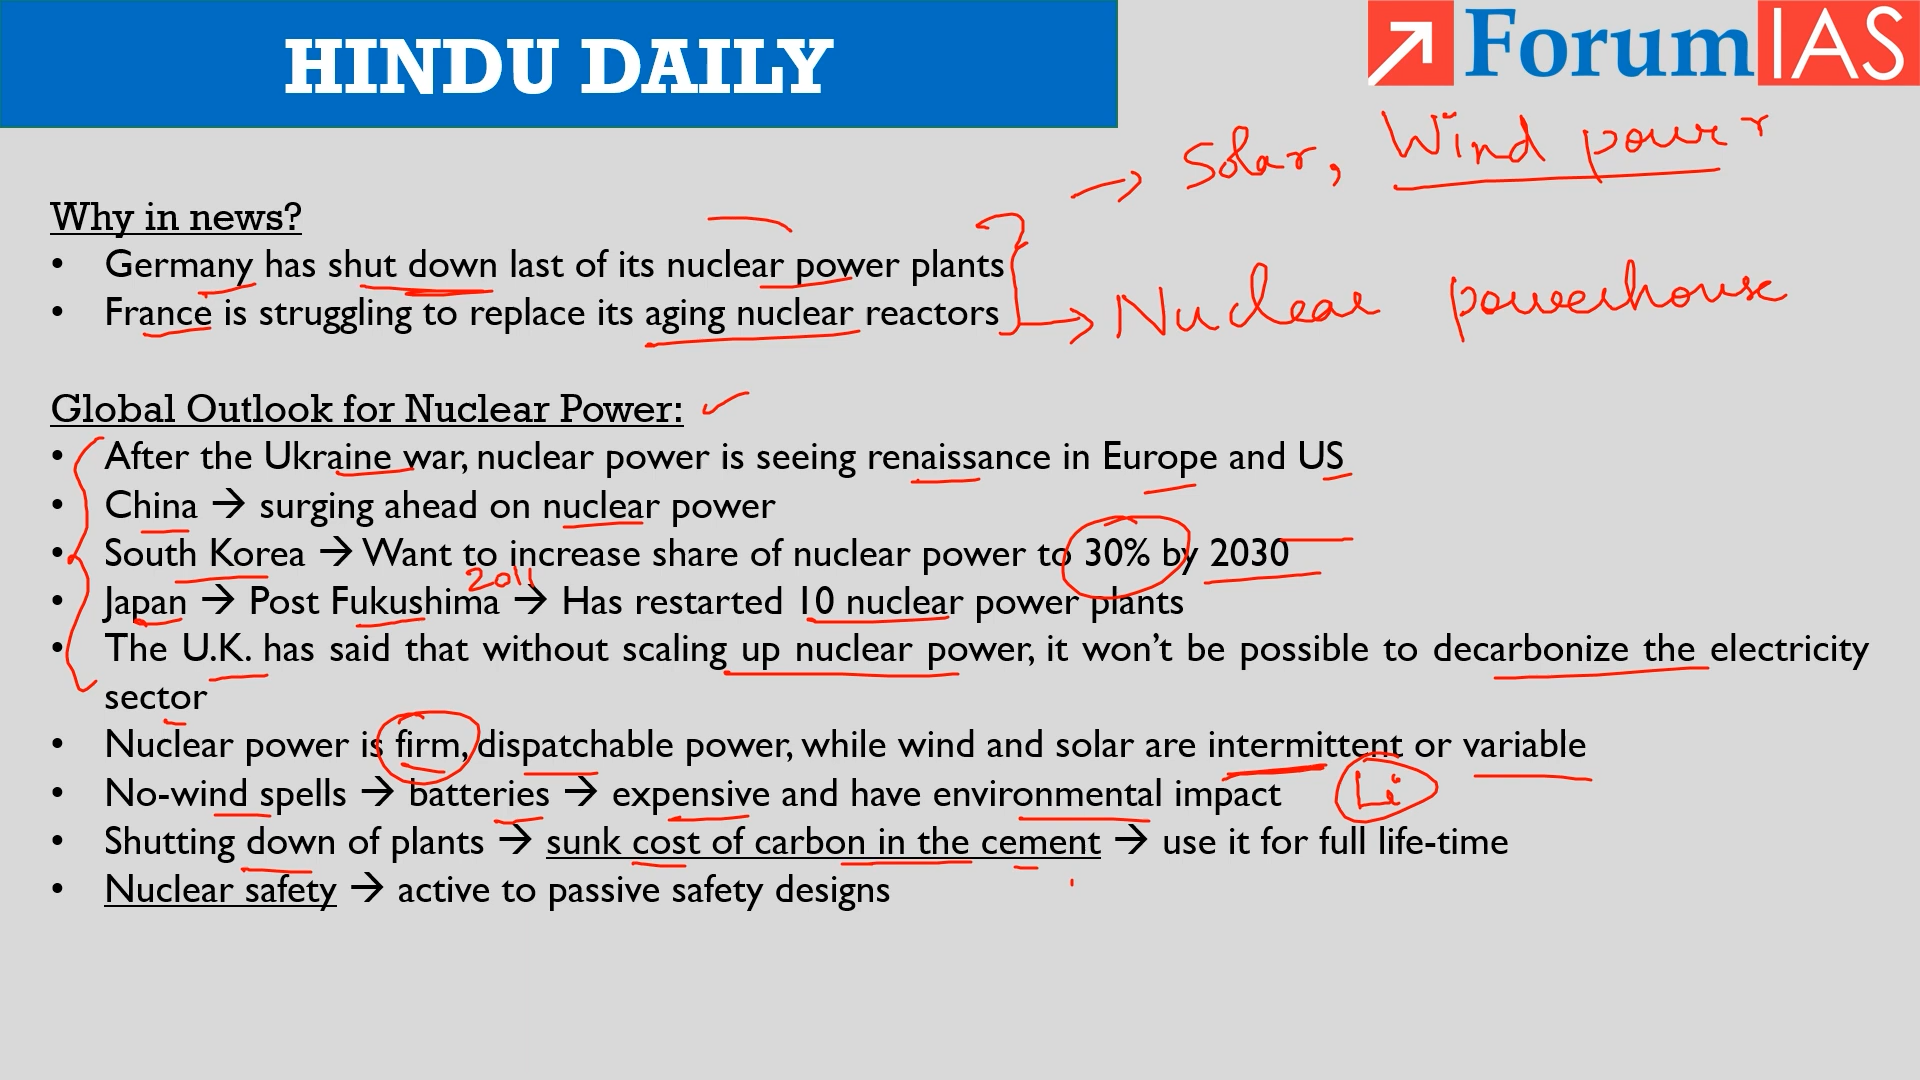 HINDU DAILY
Forum IAS
→ Solar, Wind power
Why in news?
• Germany has shut down last of its nuclear power plants
• France is struggling to replace its aging nuclear reactors
→ Nuclear powerhouse
Global Outlook for Nuclear Power: ✓
• After the Ukraine war, nuclear power is seeing renaissance in Europe and US
• China → surging ahead on nuclear power
• South Korea → Want to increase share of nuclear power to 30% by 2030
2011
• Japan → Post Fukushima → Has restarted 10 nuclear power plants
• The U.K. has said that without scaling up nuclear power, it won't be possible to decarbonize the electricity
sector
• Nuclear power is firm, dispatchable power, while wind and solar are intermittent or variable
• No-wind spells → batteries → expensive and have environmental impact
Li
• Shutting down of plants → sunk cost of carbon in the cement → use it for full life-time
• Nuclear safety → active to passive safety designs